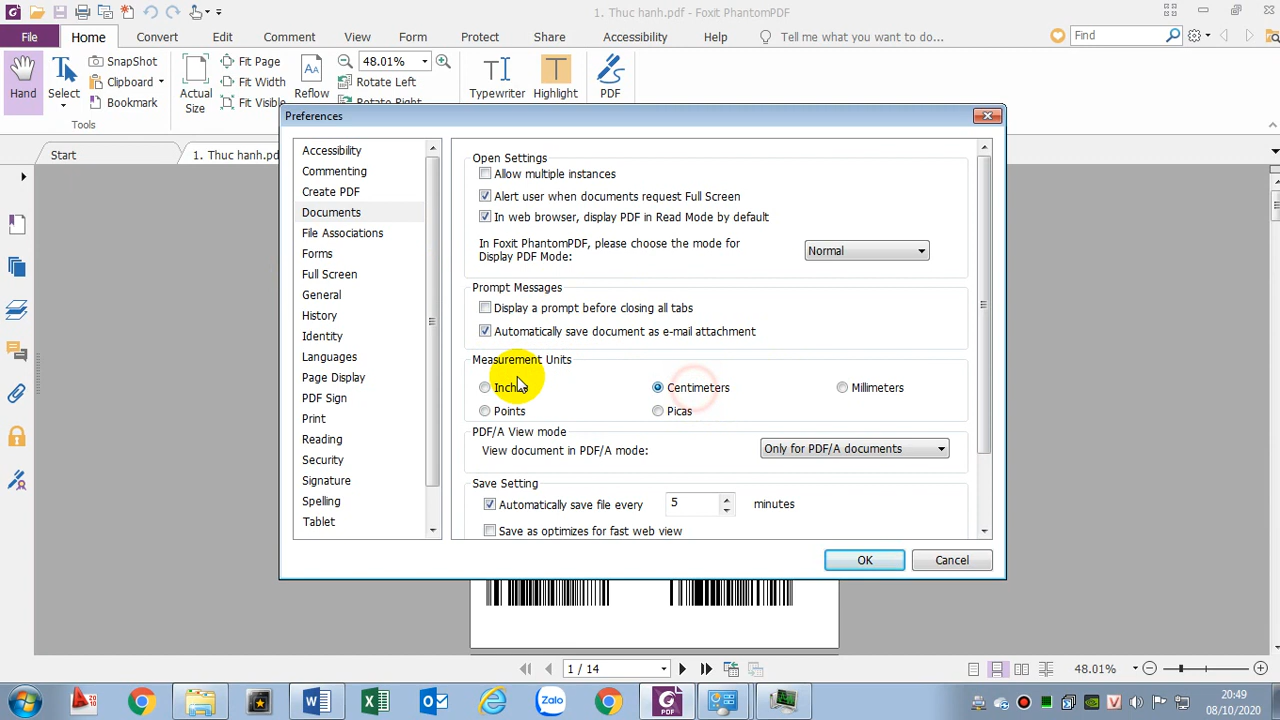 1. Thuc hanh.pdf - Foxit PhantomPDF
File Home Convert Edit Comment View Form Protect Share Accessibility Help Tell me what you want to do... Find
Hand
Select
SnapShot
Clipboard
Bookmark
Tools
Actual Size
Fit Page
Fit Width
Fit Visible
Reflow
48.01%
Rotate Left
Rotate Right
Typewriter
Highlight
PDF
Start
1. Thuc hanh.pd
Preferences
Accessibility
Commenting
Create PDF
Documents
File Associations
Forms
Full Screen
General
History
Identity
Languages
Page Display
PDF Sign
Print
Reading
Security
Signature
Spelling
Tablet
Open Settings
Allow multiple instances
Alert user when documents request Full Screen
In web browser, display PDF in Read Mode by default
In Foxit PhantomPDF, please choose the mode for
Display PDF Mode:
Normal
Prompt Messages
Display a prompt before closing all tabs
Automatically save document as e-mail attachment
Measurement Units
Inches Centimeters Millimeters
Points Picas
PDF/A View mode
View document in PDF/A mode: Only for PDF/A documents
Save Setting
Automatically save file every 5 minutes
Save as optimizes for fast web view
OK Cancel
1 / 14
48.01%
Zalo
PDF
20:49
08/10/2020